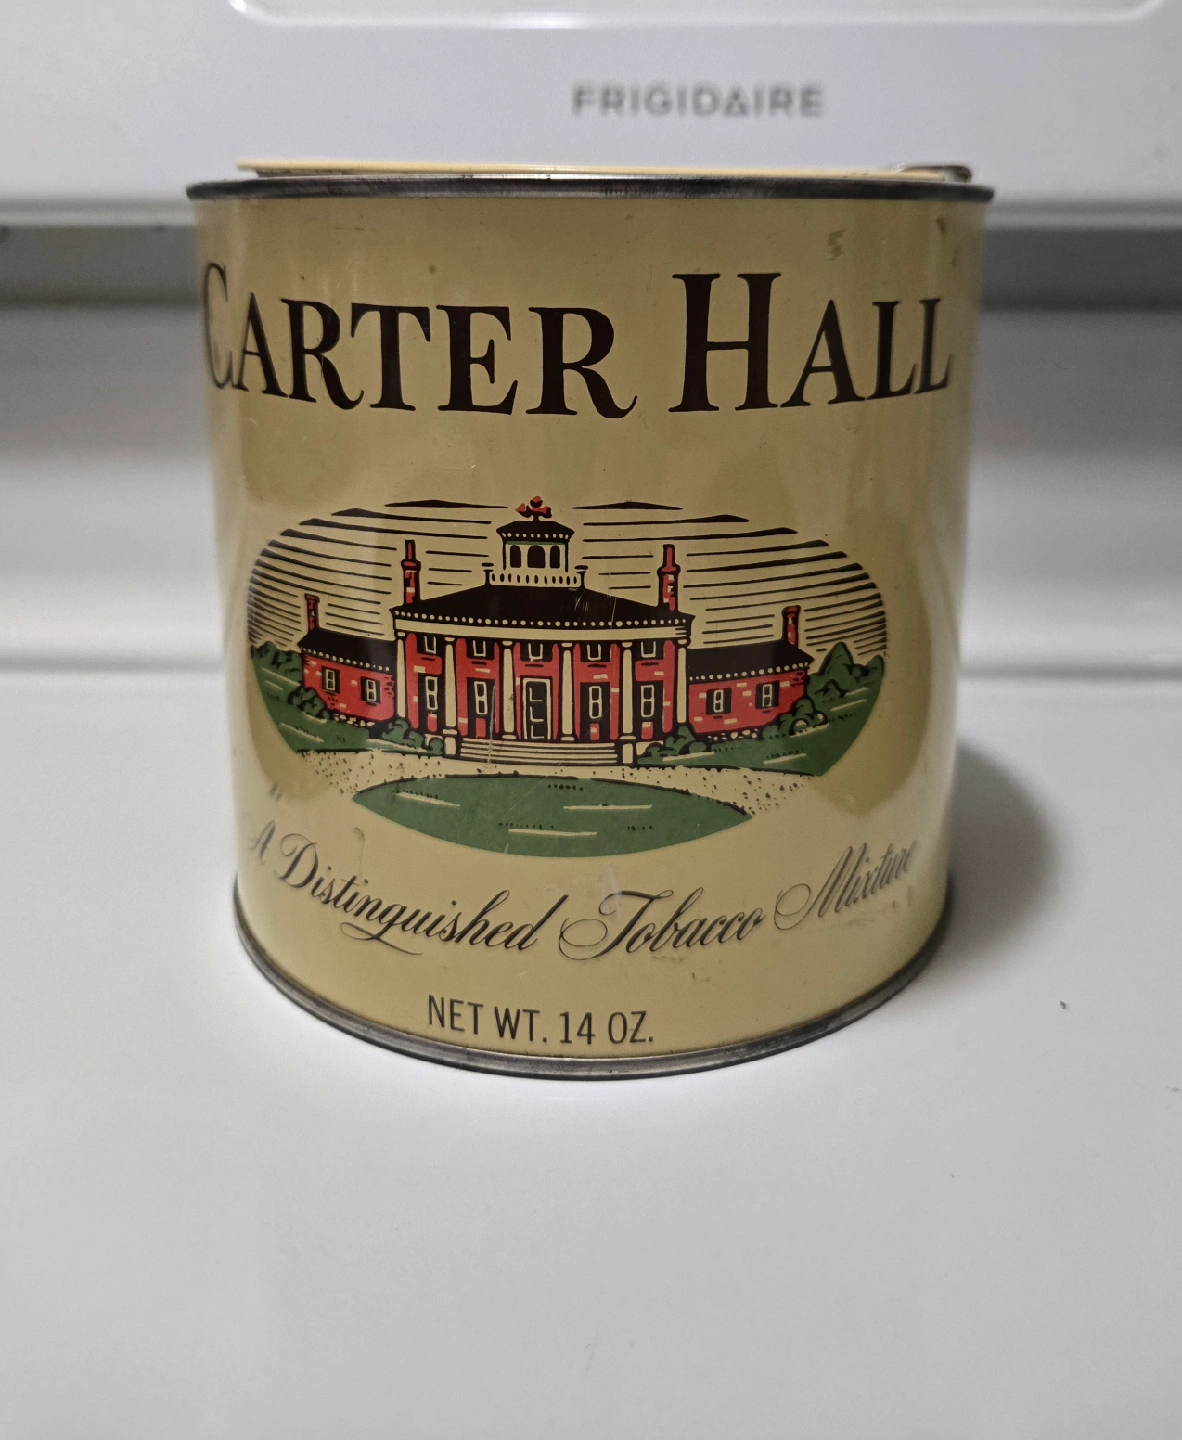 FRIGIDAIRE
CARTER HALL
A Distinguished Tobacco Mixture
NET WT. 14 OZ.